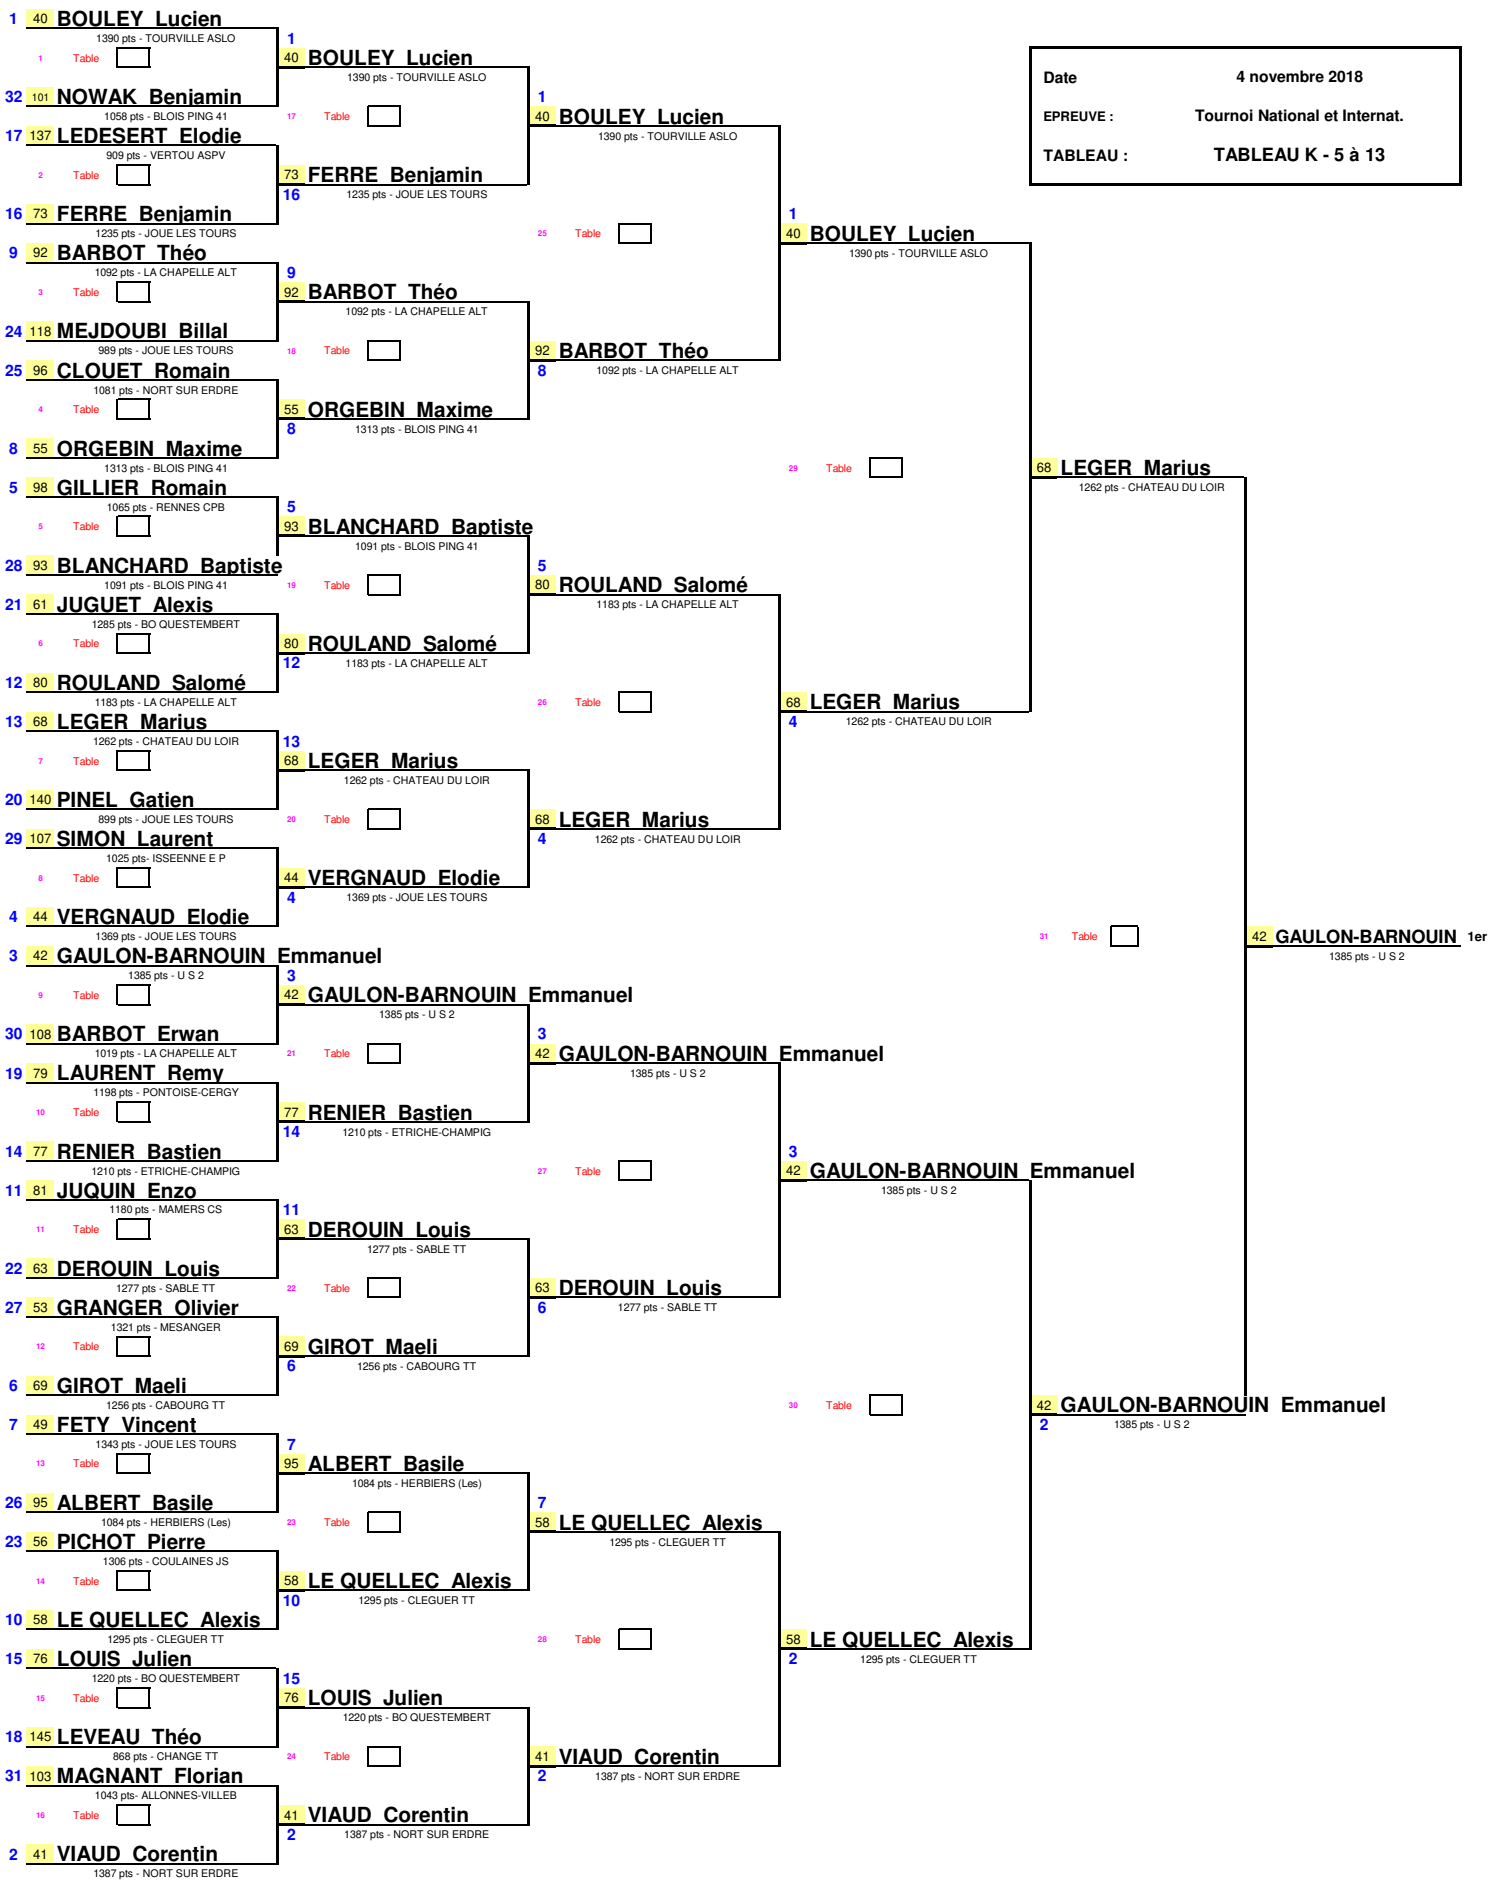 Date 4 novembre 2018
EPREUVE : Tournoi National et Internat.
TABLEAU : TABLEAU K - 5 à 13
1 40 BOULEY Lucien
1390 pts - TOURVILLE ASLO
1 Table
32 101 NOWAK Benjamin
1058 pts - BLOIS PING 41
17 137 LEDESERT Elodie
909 pts - VERTOU ASPV
2 Table
16 73 FERRE Benjamin
1235 pts - JOUE LES TOURS
9 92 BARBOT Théo
1092 pts - LA CHAPELLE ALT
3 Table
24 118 MEJDOUBI Billal
989 pts - JOUE LES TOURS
25 96 CLOUET Romain
1081 pts - NORT SUR ERDRE
4 Table
8 55 ORGEBIN Maxime
1313 pts - BLOIS PING 41
5 98 GILLIER Romain
1065 pts - RENNES CPB
5 Table
28 93 BLANCHARD Baptiste
1091 pts - BLOIS PING 41
21 61 JUGUET Alexis
1285 pts - BO QUESTEMBERT
6 Table
12 80 ROULAND Salomé
1183 pts - LA CHAPELLE ALT
13 68 LEGER Marius
1262 pts - CHATEAU DU LOIR
7 Table
20 140 PINEL Gatien
899 pts - JOUE LES TOURS
29 107 SIMON Laurent
1025 pts- ISSEENNE E P
8 Table
4 44 VERGNAUD Elodie
1369 pts - JOUE LES TOURS
3 42 GAULON-BARNOUIN Emmanuel
1385 pts - U S 2
9 Table
30 108 BARBOT Erwan
1019 pts - LA CHAPELLE ALT
19 79 LAURENT Remy
1198 pts - PONTOISE-CERGY
10 Table
14 77 RENIER Bastien
1210 pts - ETRICHE-CHAMPIG
11 81 JUQUIN Enzo
1180 pts - MAMERS CS
11 Table
22 63 DEROUIN Louis
1277 pts - SABLE TT
27 53 GRANGER Olivier
1321 pts - MESANGER
12 Table
6 69 GIROT Maeli
1256 pts - CABOURG TT
7 49 FETY Vincent
1343 pts - JOUE LES TOURS
13 Table
26 95 ALBERT Basile
1084 pts - HERBIERS (Les)
23 56 PICHOT Pierre
1306 pts - COULAINES JS
14 Table
10 58 LE QUELLEC Alexis
1295 pts - CLEGUER TT
15 76 LOUIS Julien
1220 pts - BO QUESTEMBERT
15 Table
18 145 LEVEAU Théo
868 pts - CHANGE TT
31 103 MAGNANT Florian
1043 pts- ALLONNES-VILLEB
16 Table
2 41 VIAUD Corentin
1387 pts - NORT SUR ERDRE
1
40 BOULEY Lucien
1390 pts - TOURVILLE ASLO
17 Table
73 FERRE Benjamin
16 1235 pts - JOUE LES TOURS
9
92 BARBOT Théo
1092 pts - LA CHAPELLE ALT
18 Table
55 ORGEBIN Maxime
8 1313 pts - BLOIS PING 41
5
93 BLANCHARD Baptiste
1091 pts - BLOIS PING 41
19 Table
80 ROULAND Salomé
12 1183 pts - LA CHAPELLE ALT
13
68 LEGER Marius
1262 pts - CHATEAU DU LOIR
20 Table
44 VERGNAUD Elodie
4 1369 pts - JOUE LES TOURS
3
42 GAULON-BARNOUIN Emmanuel
1385 pts - U S 2
21 Table
77 RENIER Bastien
14 1210 pts - ETRICHE-CHAMPIG
11
63 DEROUIN Louis
1277 pts - SABLE TT
22 Table
69 GIROT Maeli
6 1256 pts - CABOURG TT
7
95 ALBERT Basile
1084 pts - HERBIERS (Les)
23 Table
58 LE QUELLEC Alexis
10 1295 pts - CLEGUER TT
15
76 LOUIS Julien
1220 pts - BO QUESTEMBERT
24 Table
41 VIAUD Corentin
2 1387 pts - NORT SUR ERDRE
1
40 BOULEY Lucien
1390 pts - TOURVILLE ASLO
25 Table
92 BARBOT Théo
8 1092 pts - LA CHAPELLE ALT
5
80 ROULAND Salomé
1183 pts - LA CHAPELLE ALT
26 Table
68 LEGER Marius
4 1262 pts - CHATEAU DU LOIR
3
42 GAULON-BARNOUIN Emmanuel
1385 pts - U S 2
27 Table
63 DEROUIN Louis
6 1277 pts - SABLE TT
7
58 LE QUELLEC Alexis
1295 pts - CLEGUER TT
28 Table
41 VIAUD Corentin
2 1387 pts - NORT SUR ERDRE
1
40 BOULEY Lucien
1390 pts - TOURVILLE ASLO
29 Table
68 LEGER Marius
4 1262 pts - CHATEAU DU LOIR
3
42 GAULON-BARNOUIN Emmanuel
1385 pts - U S 2
30 Table
58 LE QUELLEC Alexis
2 1295 pts - CLEGUER TT
68 LEGER Marius
1262 pts - CHATEAU DU LOIR
31 Table
42 GAULON-BARNOUIN Emmanuel
2 1385 pts - U S 2
42 GAULON-BARNOUIN 1er
1385 pts - U S 2